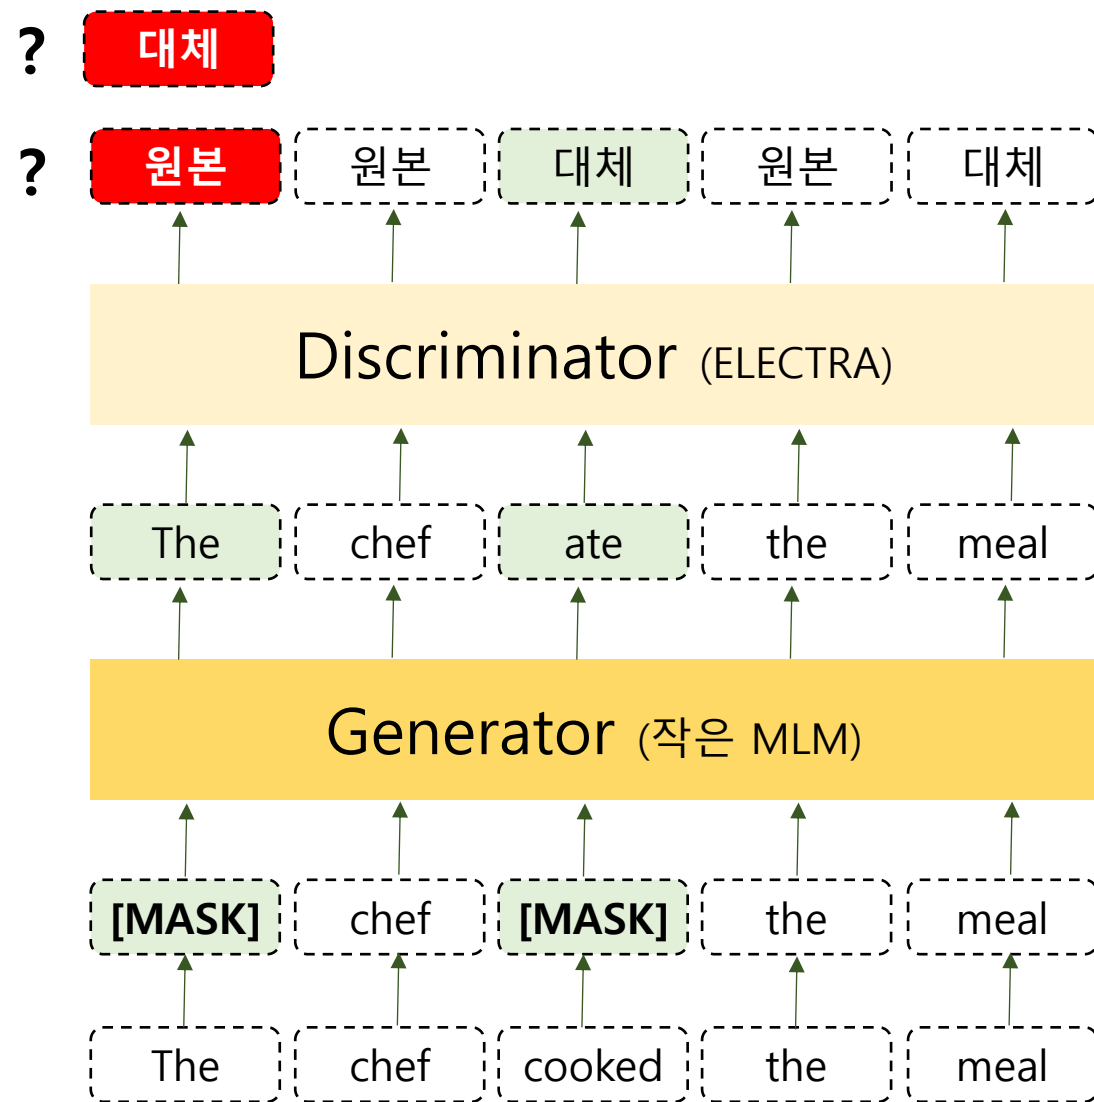 ? 대체
? 원본 원본 대체 원본 대체
Discriminator (ELECTRA)
The chef ate the meal
Generator (작은 MLM)
[MASK] chef [MASK] the meal
The chef cooked the meal